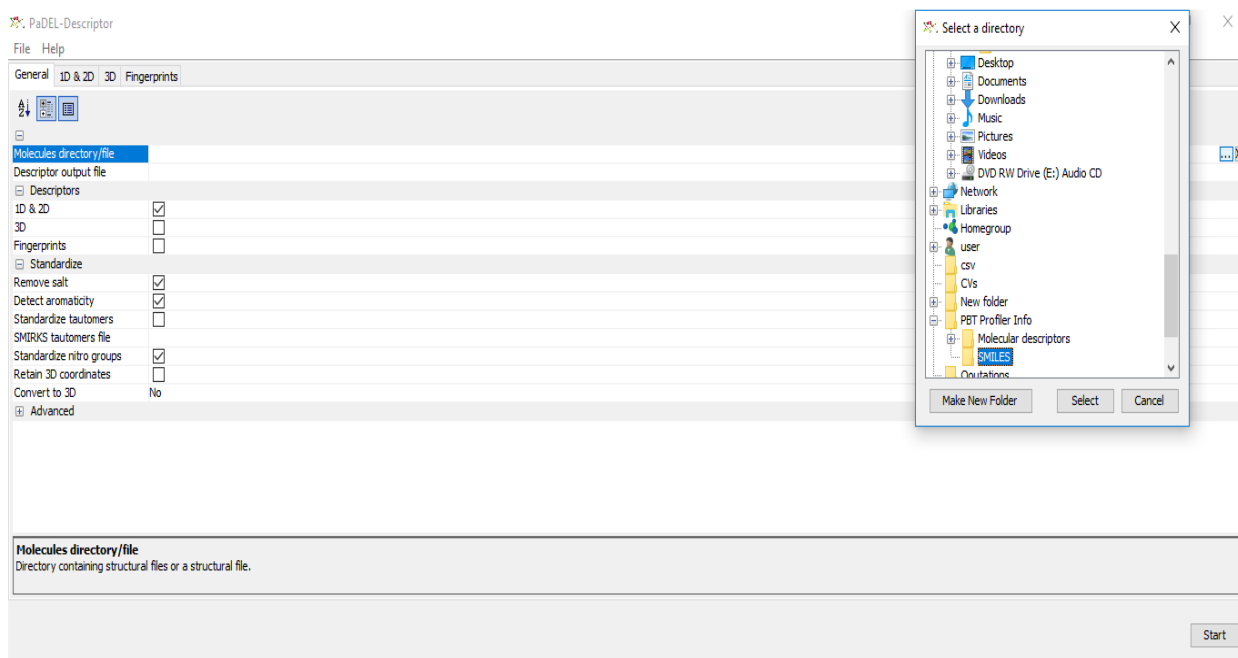 PaDEL-Descriptor
File Help
General 1D & 2D 3D Fingerprints
Molecules directory/file
Descriptor output file
Descriptors
1D & 2D
3D
Fingerprints
Standardize
Remove salt
Detect aromaticity
Standardize tautomers
SMIRKS tautomers file
Standardize nitro groups
Retain 3D coordinates
Convert to 3D No
Advanced
Molecules directory/file
Directory containing structural files or a structural file.
Start
Select a directory
Desktop
Documents
Downloads
Music
Pictures
Videos
DVD RW Drive (E:) Audio CD
Network
Libraries
Homegroup
user
csv
CVs
New folder
PBT Profiler Info
Molecular descriptors
SMILES
Qoutations
Make New Folder Select Cancel
...